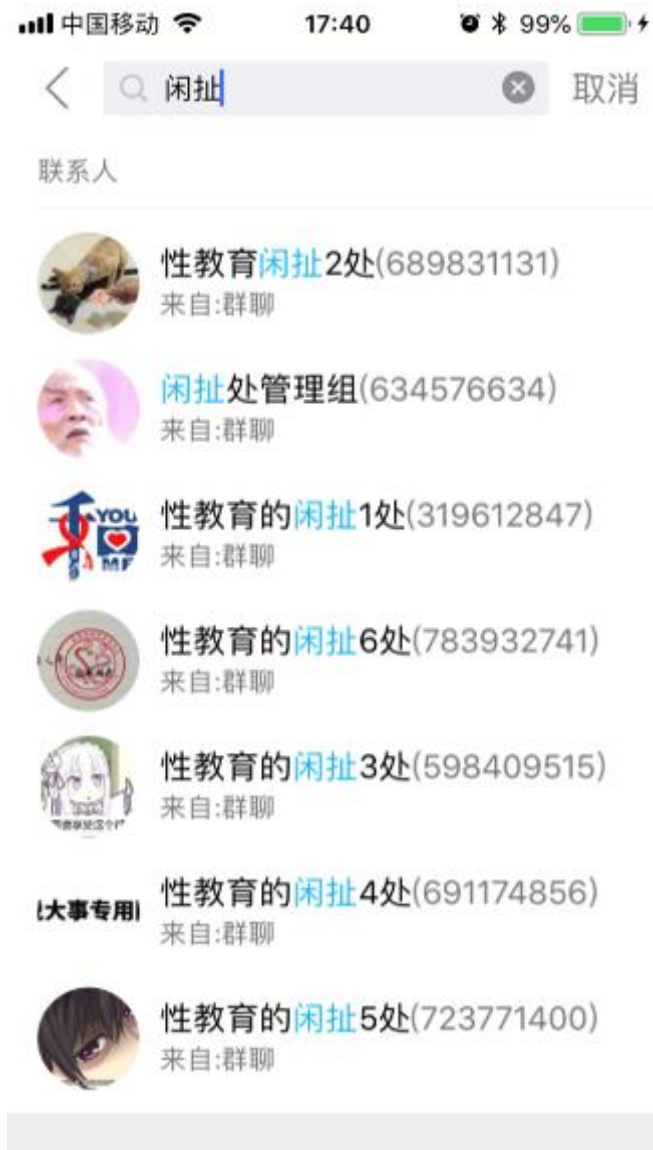 中国移动 17:40 99%
闲扯 取消
联系人
性教育闲扯2处(689831131)
来自:群聊
闲扯处管理组(634576634)
来自:群聊
YOU
ME
性教育的闲扯1处(319612847)
来自:群聊
性教育的闲扯6处(783932741)
来自:群聊
性教育的闲扯3处(598409515)
来自:群聊
大事专用
性教育的闲扯4处(691174856)
来自:群聊
性教育的闲扯5处(723771400)
来自:群聊